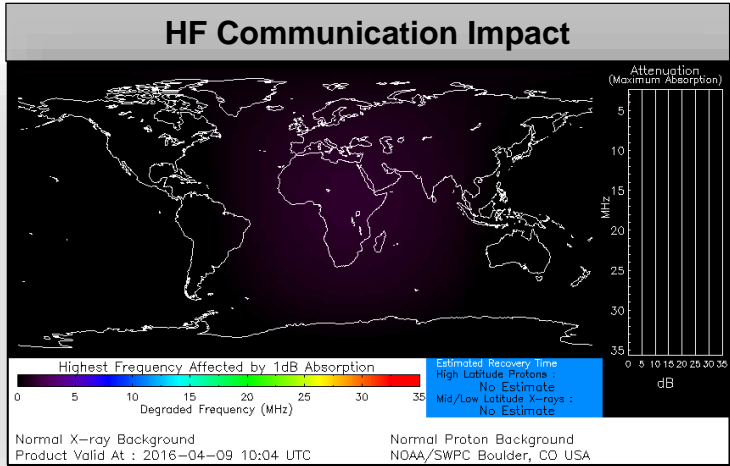 HF Communication Impact
Attenuation
(Maximum Absorption)
5
10
15
20
25
30
35
MHz
0 5 10 15 20 25 30 35
dB
Highest Frequency Affected by 1dB Absorption
0 5 10 15 20 25 30 35
Degraded Frequency (MHz)
Estimated Recovery Time
High Latitude Protons :
No Estimate
Mid/Low Latitude X-rays :
No Estimate
Normal X-ray Background
Product Valid At : 2016-04-09 10:04 UTC
Normal Proton Background
NOAA/SWPC Boulder, CO USA